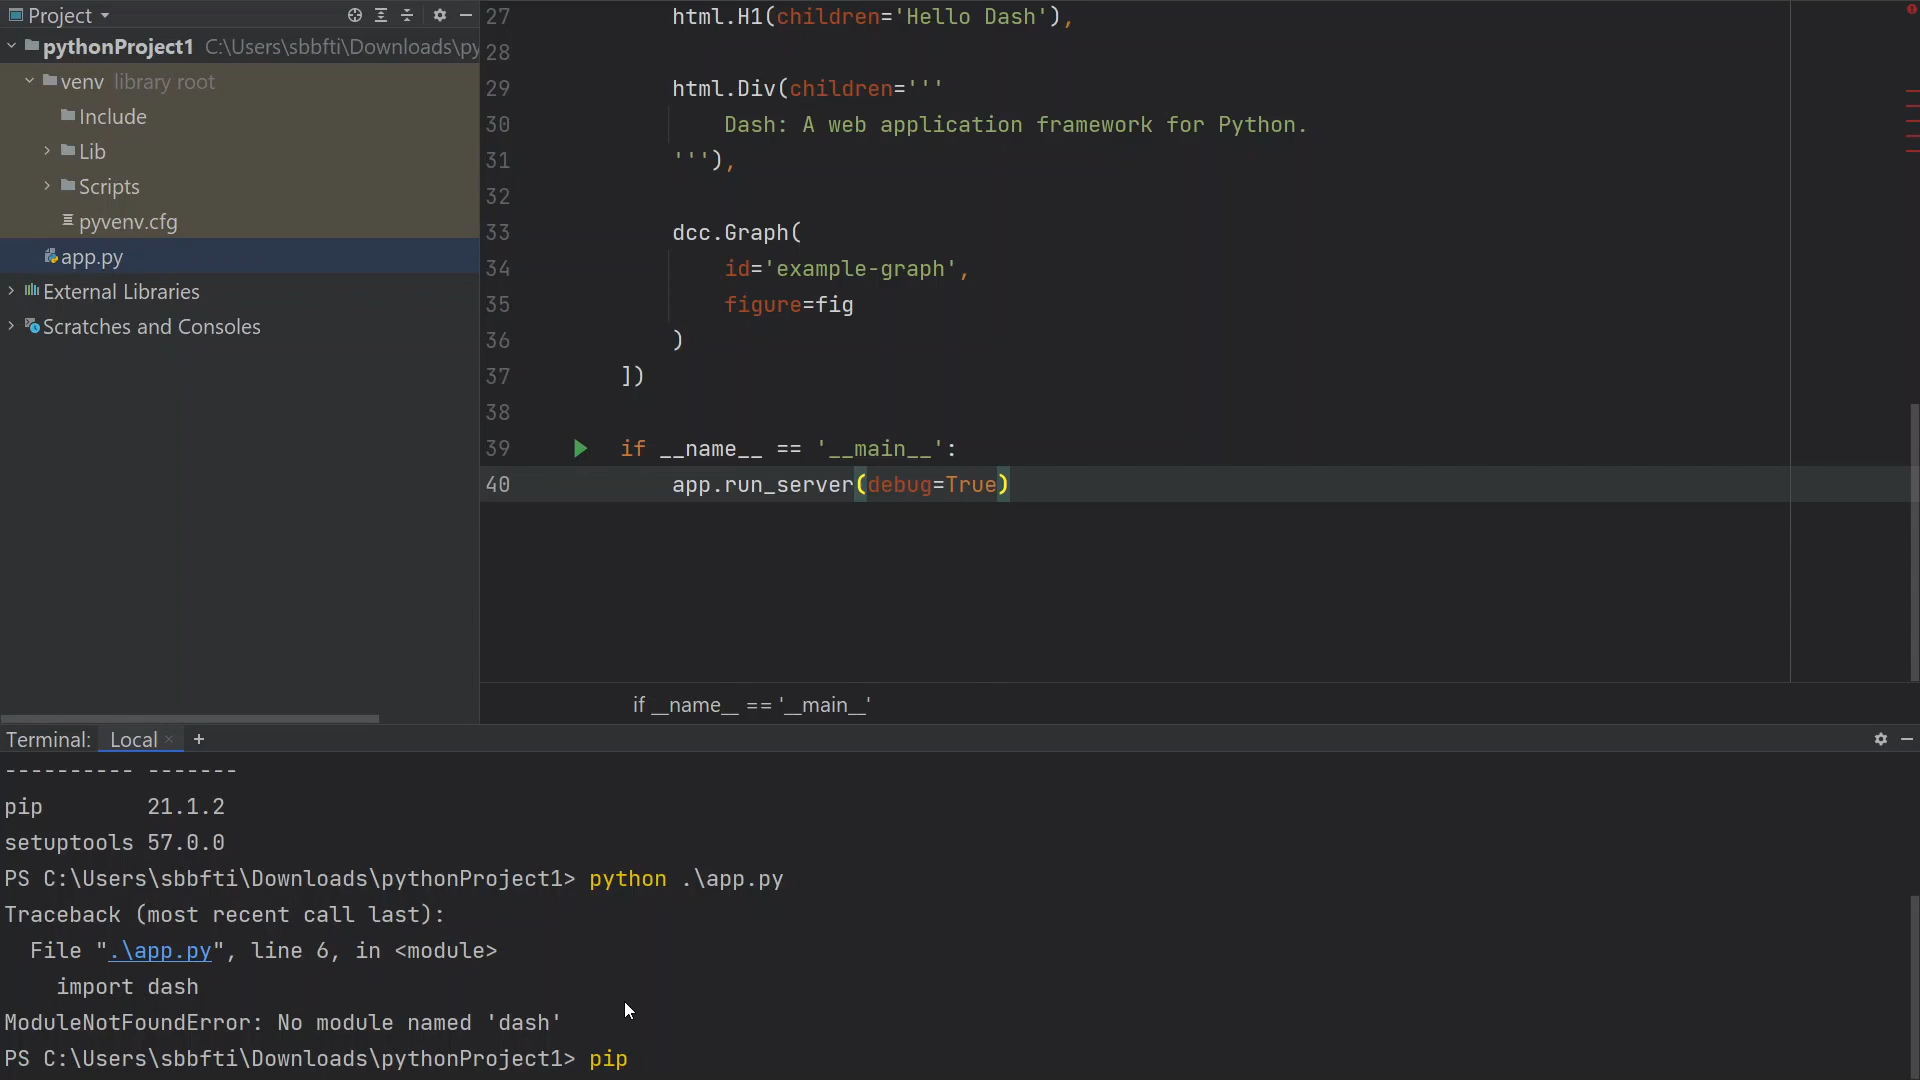 Project
pythonProject1 C:\Users\sbbfti\Downloads\py
venv library root
Include
Lib
Scripts
pyvenv.cfg
app.py
External Libraries
Scratches and Consoles
27 html.H1(children='Hello Dash'),
28
29 html.Div(children='''
30 Dash: A web application framework for Python.
31 '''),
32
33 dcc.Graph(
34 id='example-graph',
35 figure=fig
36 )
37 ])
38
39 if __name__ == '__main__':
40 app.run_server(debug=True)
if __name__ == '__main__'
Terminal: Local × +
---------- -------
pip 21.1.2
setuptools 57.0.0
PS C:\Users\sbbfti\Downloads\pythonProject1> python .\app.py
Traceback (most recent call last):
File ".\app.py", line 6, in <module>
import dash
ModuleNotFoundError: No module named 'dash'
PS C:\Users\sbbfti\Downloads\pythonProject1> pip